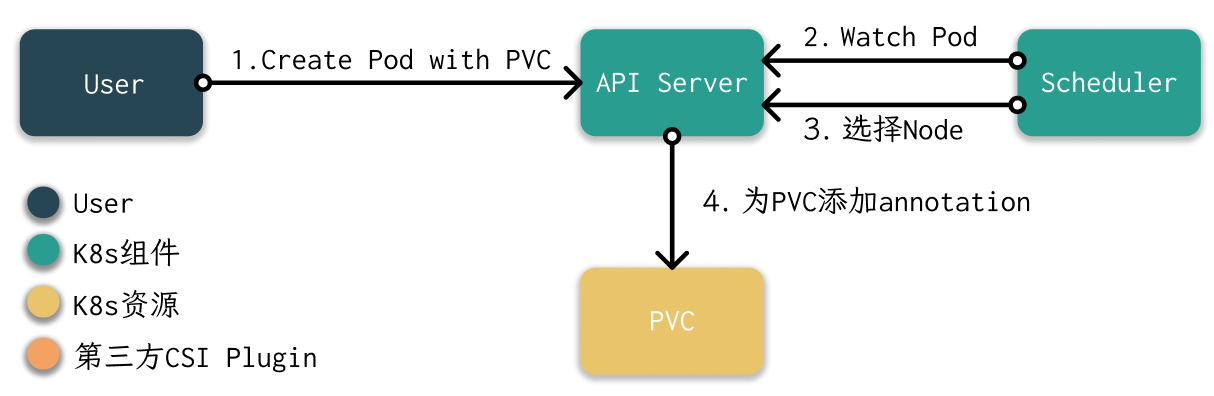 User
1.Create Pod with PVC
API Server
2. Watch Pod
3. 选择Node
Scheduler
4. 为PVC添加annotation
PVC
User
K8s组件
K8s资源
第三方CSI Plugin